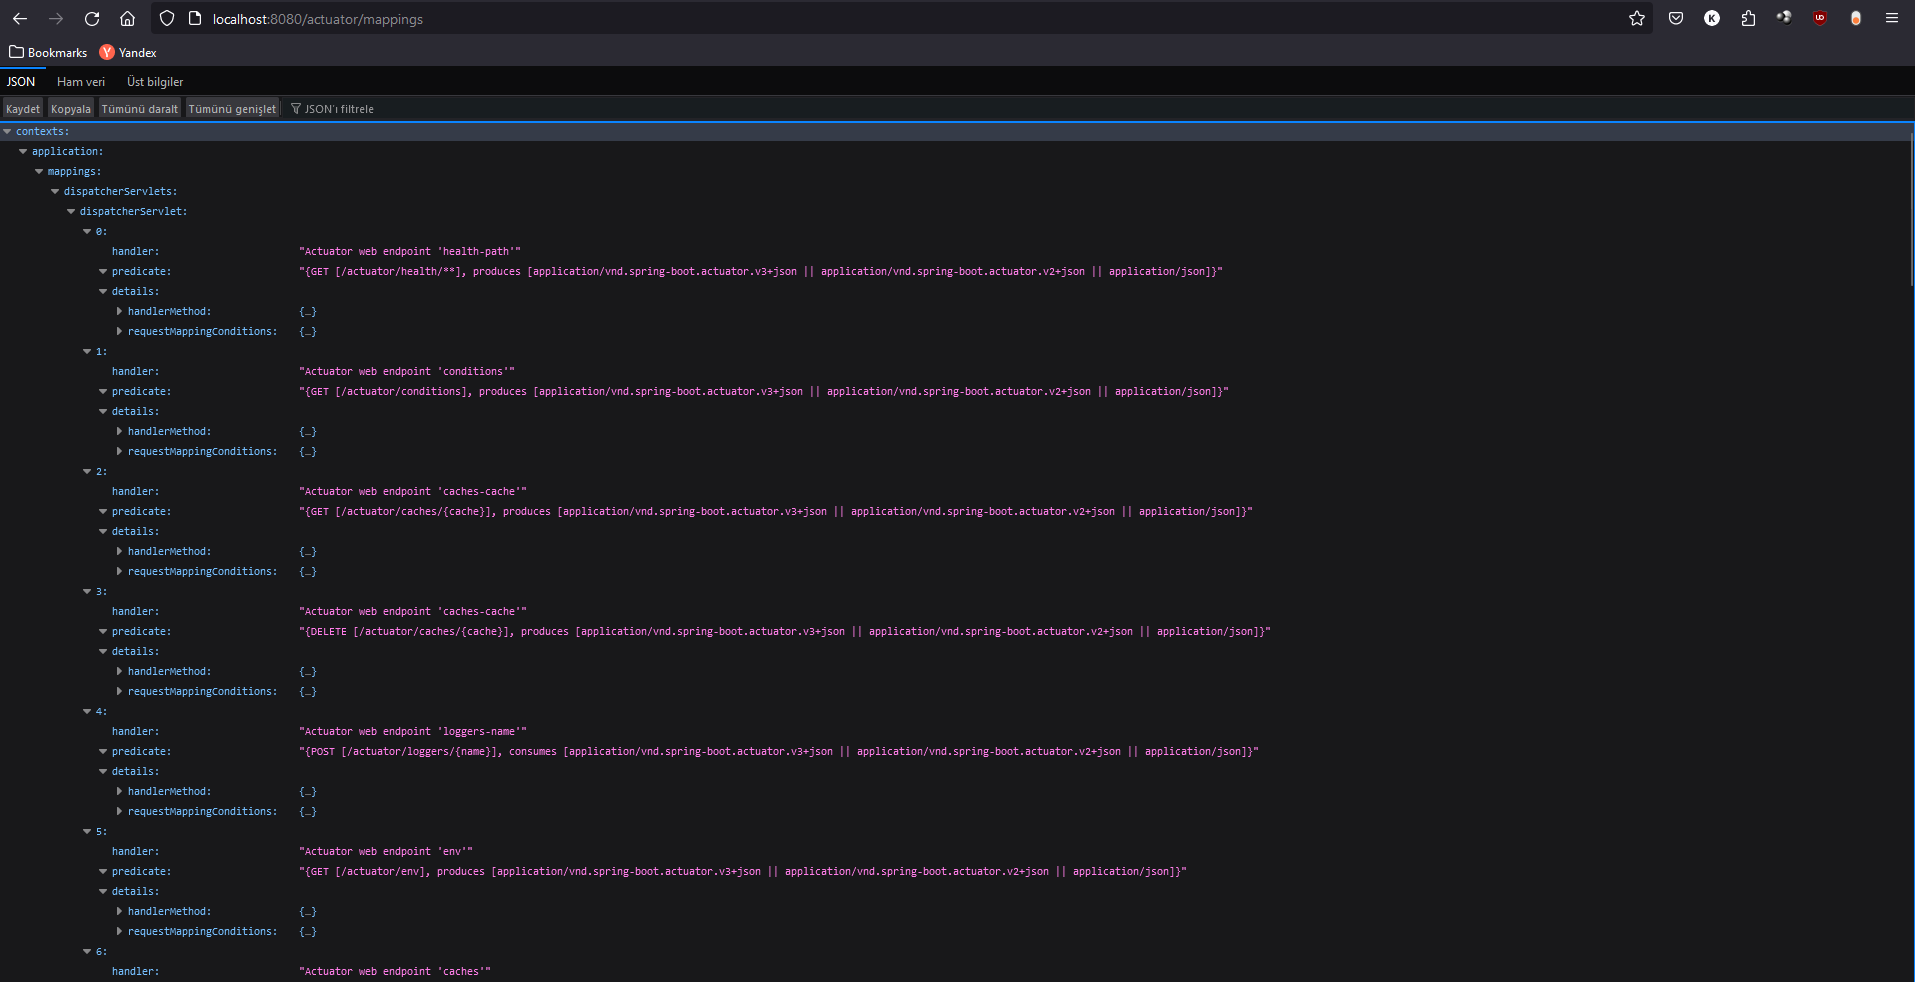 localhost:8080/actuator/mappings
Bookmarks Yandex
JSON Ham veri Üst bilgiler
Kaydet Kopyala Tümünü daralt Tümünü genişlet JSON'ı filtrele
contexts:
application:
mappings:
dispatcherServlets:
dispatcherServlet:
0:
handler: "Actuator web endpoint 'health-path'"
predicate: "{GET [/actuator/health/**], produces [application/vnd.spring-boot.actuator.v3+json || application/vnd.spring-boot.actuator.v2+json || application/json]}"
details:
handlerMethod: {…}
requestMappingConditions: {…}
1:
handler: "Actuator web endpoint 'conditions'"
predicate: "{GET [/actuator/conditions], produces [application/vnd.spring-boot.actuator.v3+json || application/vnd.spring-boot.actuator.v2+json || application/json]}"
details:
handlerMethod: {…}
requestMappingConditions: {…}
2:
handler: "Actuator web endpoint 'caches-cache'"
predicate: "{GET [/actuator/caches/{cache}], produces [application/vnd.spring-boot.actuator.v3+json || application/vnd.spring-boot.actuator.v2+json || application/json]}"
details:
handlerMethod: {…}
requestMappingConditions: {…}
3:
handler: "Actuator web endpoint 'caches-cache'"
predicate: "{DELETE [/actuator/caches/{cache}], produces [application/vnd.spring-boot.actuator.v3+json || application/vnd.spring-boot.actuator.v2+json || application/json]}"
details:
handlerMethod: {…}
requestMappingConditions: {…}
4:
handler: "Actuator web endpoint 'loggers-name'"
predicate: "{POST [/actuator/loggers/{name}], consumes [application/vnd.spring-boot.actuator.v3+json || application/vnd.spring-boot.actuator.v2+json || application/json]}"
details:
handlerMethod: {…}
requestMappingConditions: {…}
5:
handler: "Actuator web endpoint 'env'"
predicate: "{GET [/actuator/env], produces [application/vnd.spring-boot.actuator.v3+json || application/vnd.spring-boot.actuator.v2+json || application/json]}"
details:
handlerMethod: {…}
requestMappingConditions: {…}
6:
handler: "Actuator web endpoint 'caches'"